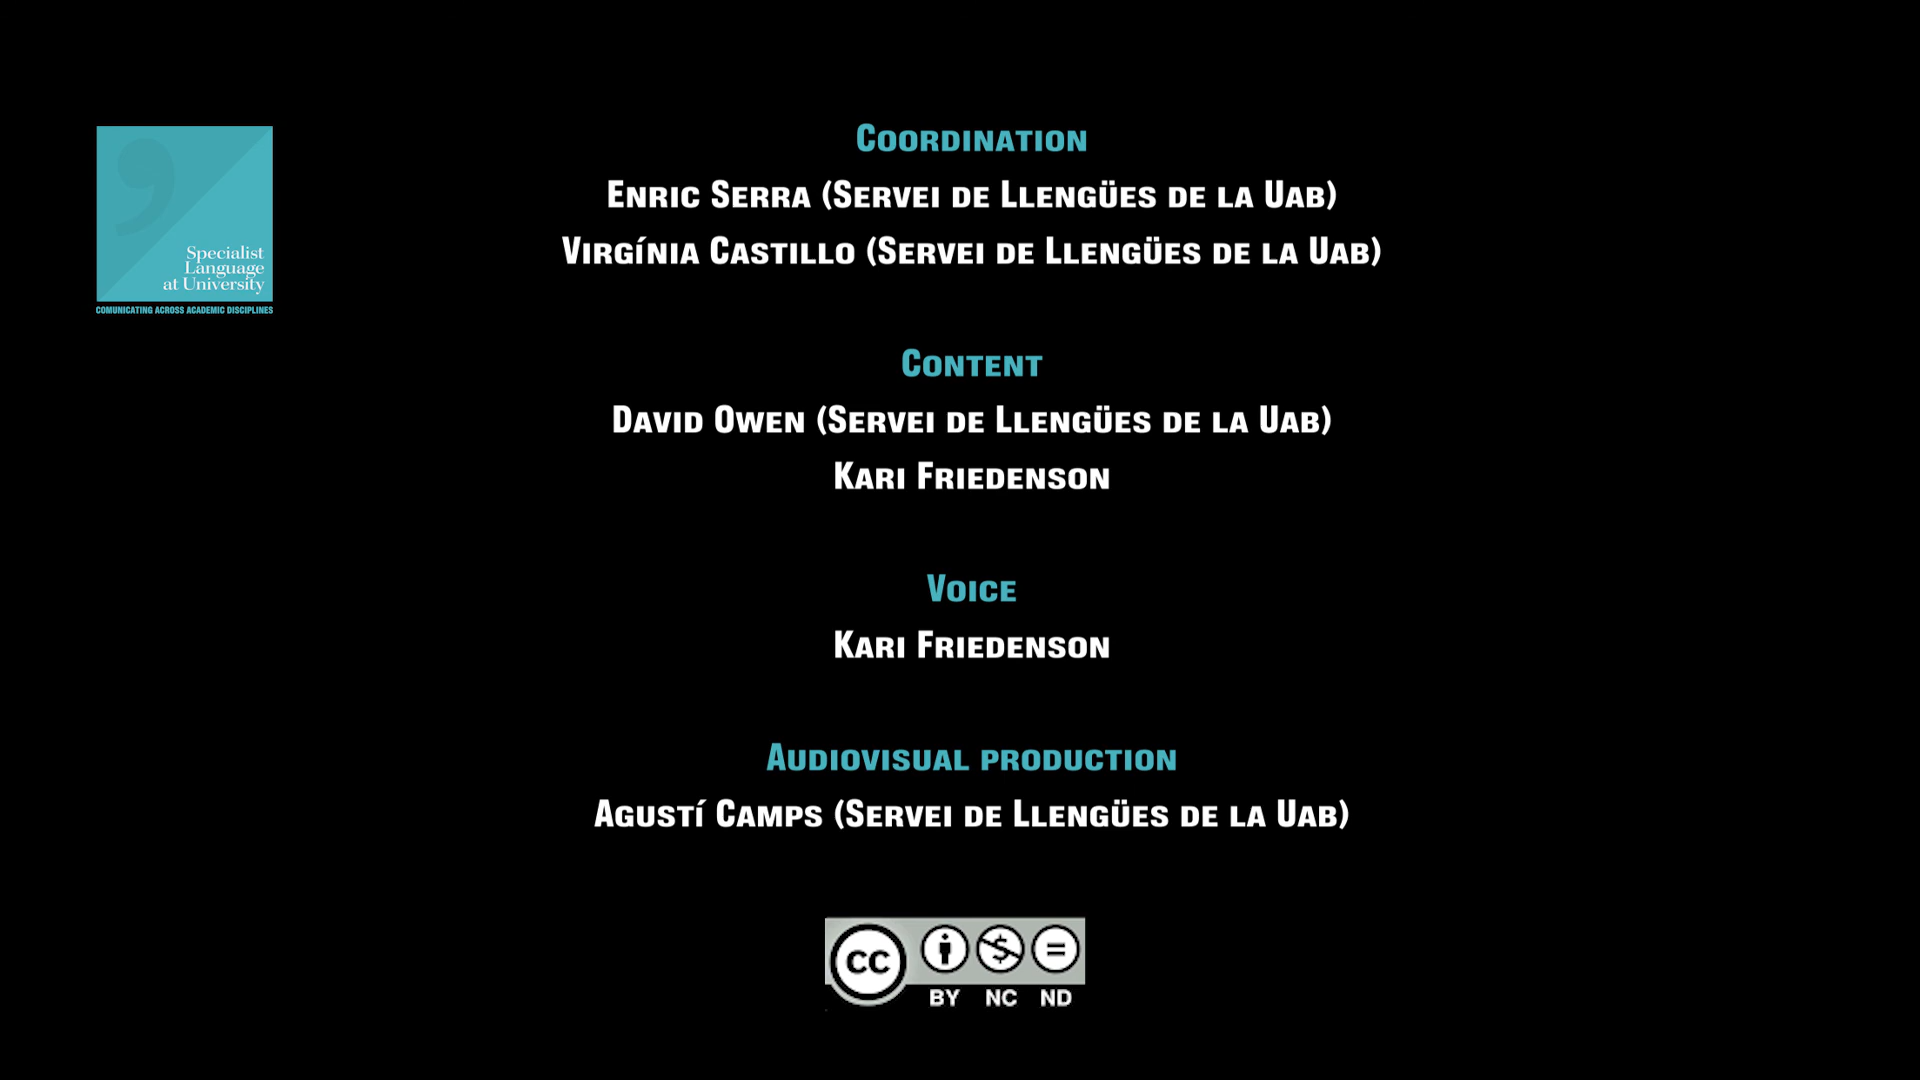 Specialist
Language
at University
COMUNICATING ACROSS ACADEMIC DISCIPLINES
Coordination
Enric Serra (Servei de Llengües de la Uab)
Virgínia Castillo (Servei de Llengües de la Uab)
Content
David Owen (Servei de Llengües de la Uab)
Kari Friedenson
Voice
Kari Friedenson
Audiovisual production
Agustí Camps (Servei de Llengües de la Uab)
CC
BY NC ND